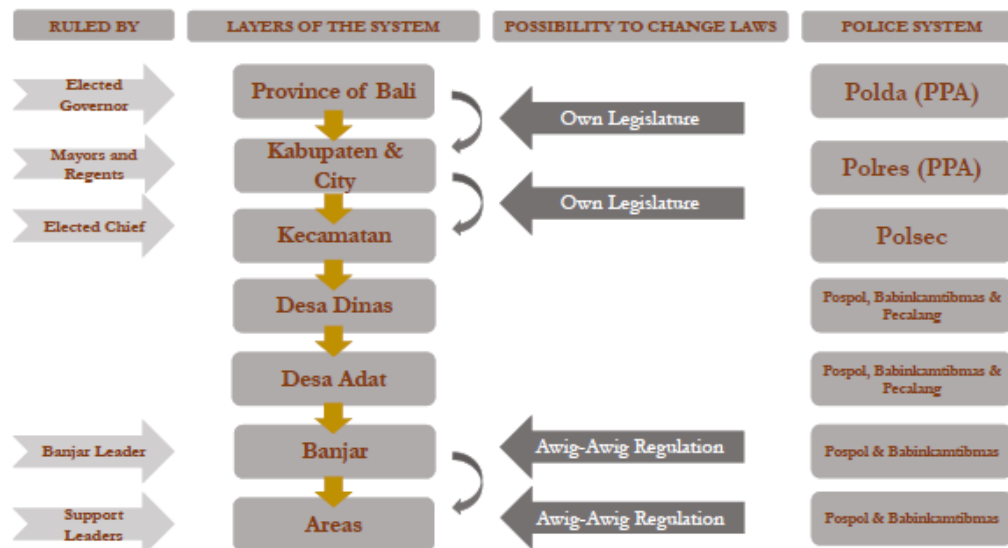 RULED BY
LAYERS OF THE SYSTEM
POSSIBILITY TO CHANGE LAWS
POLICE SYSTEM
Elected
Governor
Province of Bali
Own Legislature
Polda (PPA)
Mayors and
Regents
Kabupaten &
City
Polres (PPA)
Own Legislature
Elected Chief
Kecamatan
Polsec
Desa Dinas
Pospol, Babinkamtibmas &
Pecalang
Desa Adat
Pospol, Babinkamtibmas &
Pecalang
Banjar Leader
Banjar
Awig-Awig Regulation
Pospol & Babinkamtibmas
Support
Leaders
Areas
Awig-Awig Regulation
Pospol & Babinkamtibmas